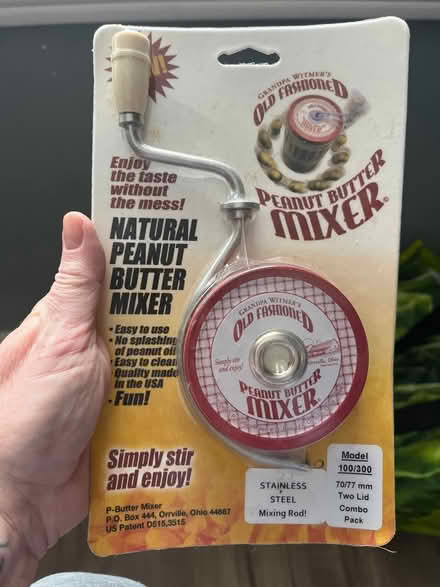 GRANDPA WITMER'S
OLD FASHIONED
PEANUT BUTTER
MIXER®
Enjoy
the taste
without
the mess!
NATURAL
PEANUT
BUTTER
MIXER
• Easy to use
• No splashing
of peanut oil
• Easy to clean
• Quality made
in the USA
• Fun!
GRANDPA WITMER'S
OLD FASHIONED
Simply stir
and enjoy!
PEANUT BUTTER
MIXER
Simply stir
and enjoy!
P-Butter Mixer
P.O. Box 444, Orrville, Ohio 44667
US Patent D515,3515
STAINLESS
STEEL
Mixing Rod!
Model
100/300
70/77 mm
Two Lid
Combo
Pack